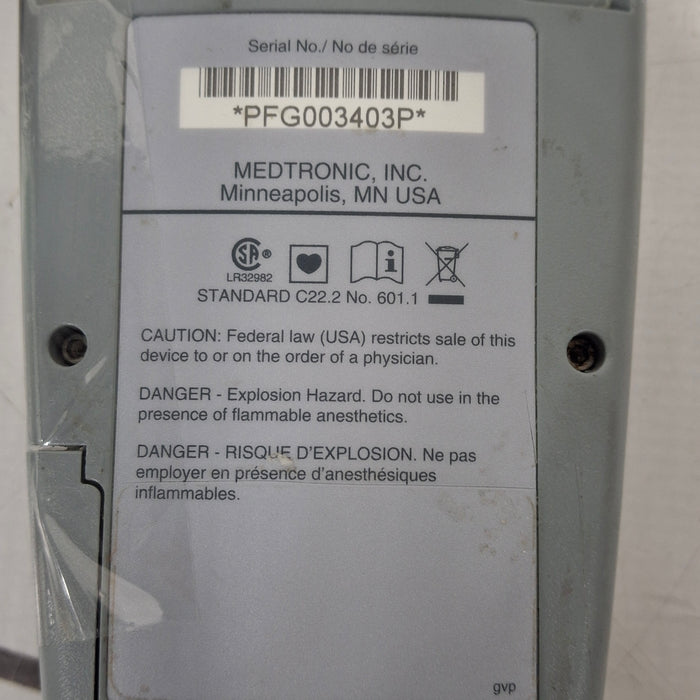 Serial No./ No de série
*PFG003403P*
MEDTRONIC, INC.
Minneapolis, MN USA
SA ®
LR32982
i
STANDARD C22.2 No. 601.1
CAUTION: Federal law (USA) restricts sale of this
device to or on the order of a physician.
DANGER - Explosion Hazard. Do not use in the
presence of flammable anesthetics.
DANGER - RISQUE D'EXPLOSION. Ne pas
employer en présence d'anesthésiques
inflammables.
gvp